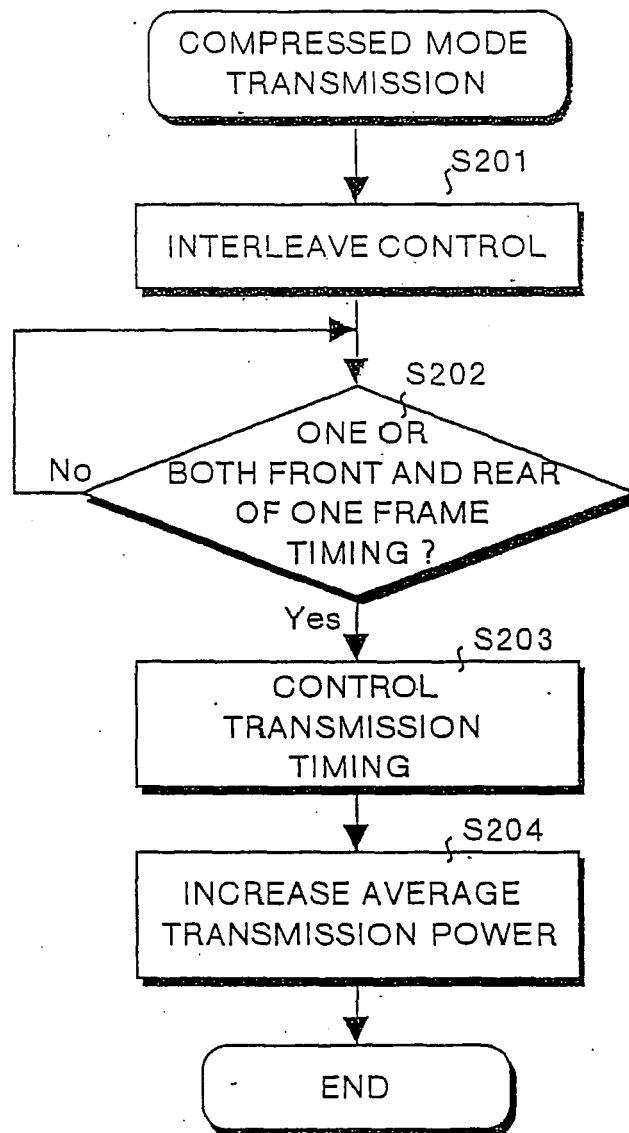 COMPRESSED MODE
TRANSMISSION
S201
INTERLEAVE CONTROL
S202
ONE OR
BOTH FRONT AND REAR
OF ONE FRAME
TIMING ?
No
Yes
S203
CONTROL
TRANSMISSION
TIMING
S204
INCREASE AVERAGE
TRANSMISSION POWER
END